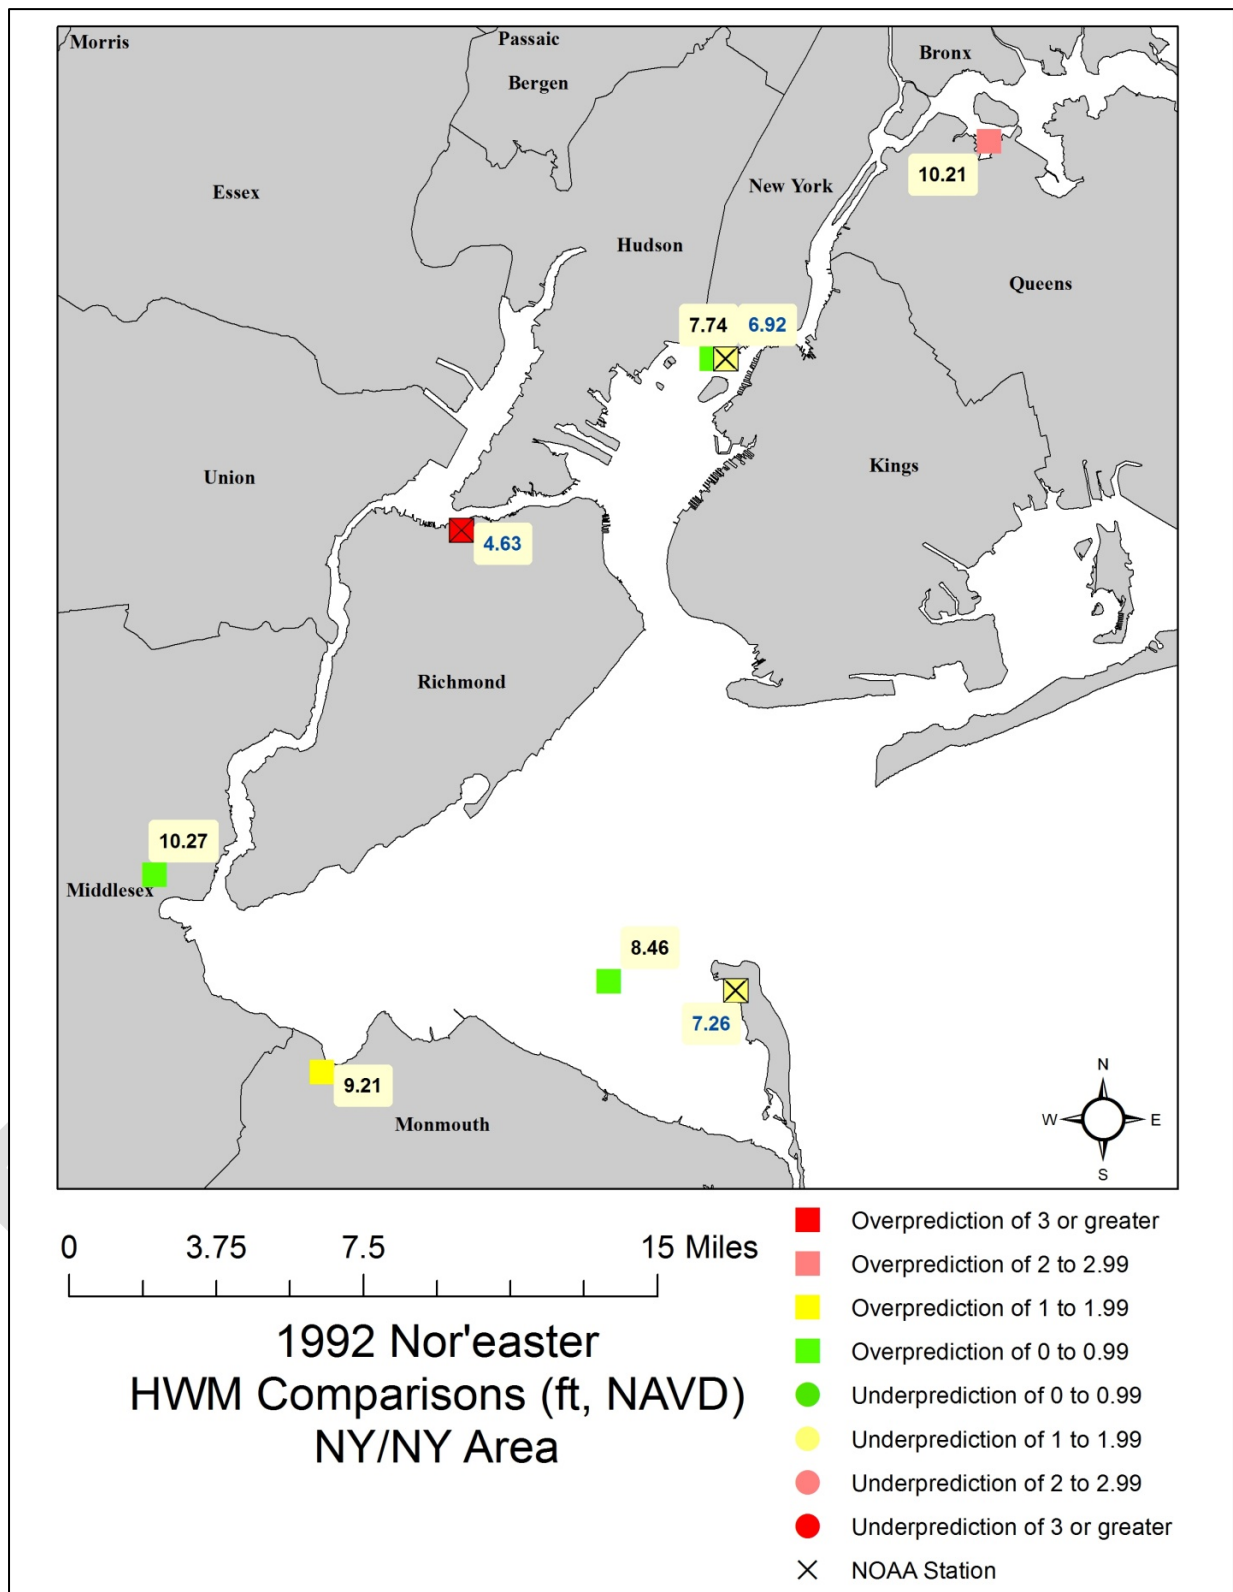 Morris
Passaic
Bergen
Bronx
Essex
10.21
New York
Hudson
Queens
7.74
6.92
Kings
Union
4.63
Richmond
10.27
Middlesex
8.46
7.26
9.21
Monmouth
N
W
E
S
0 3.75 7.5 15 Miles
1992 Nor'easter
HWM Comparisons (ft, NAVD)
NY/NY Area
Overprediction of 3 or greater
Overprediction of 2 to 2.99
Overprediction of 1 to 1.99
Overprediction of 0 to 0.99
Underprediction of 0 to 0.99
Underprediction of 1 to 1.99
Underprediction of 2 to 2.99
Underprediction of 3 or greater
NOAA Station